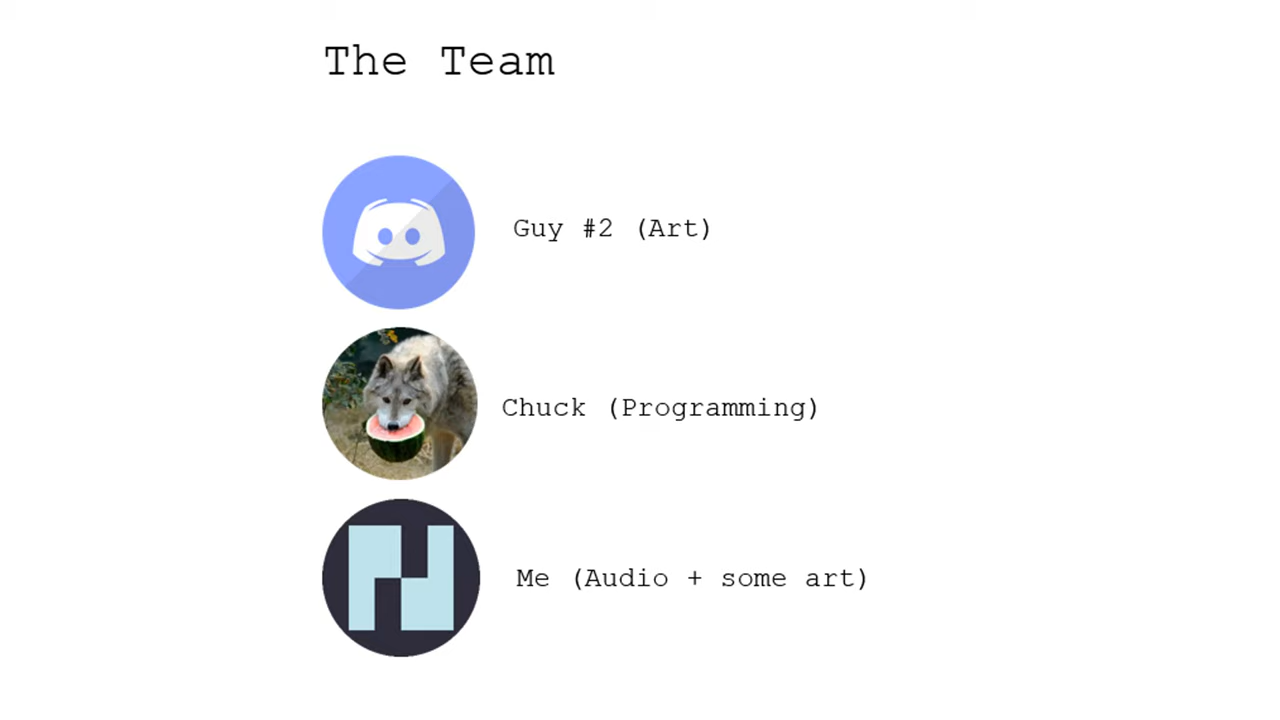 The Team
Guy #2 (Art)
Chuck (Programming)
Me (Audio + some art)